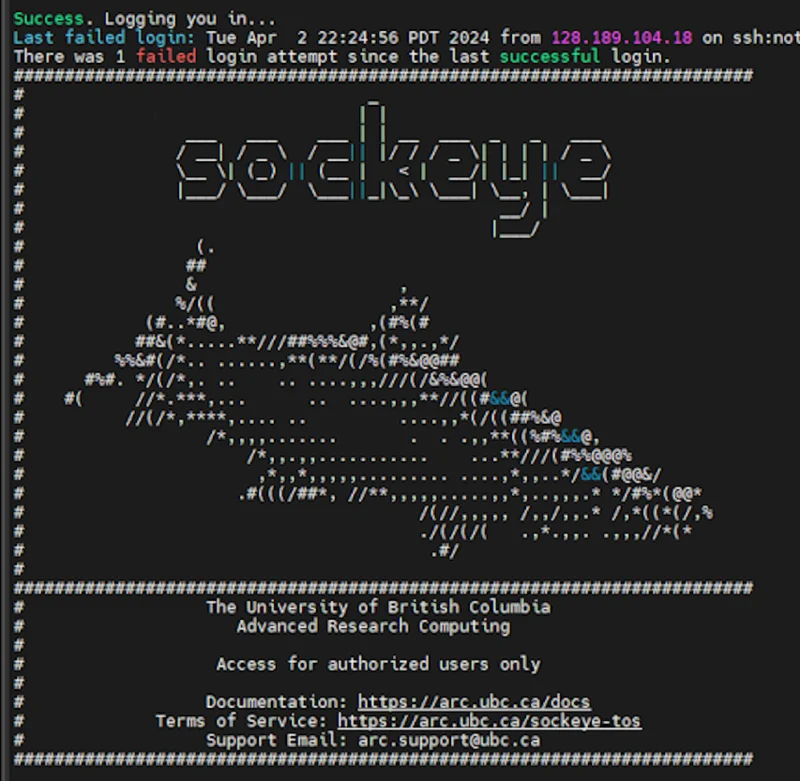 Success. Logging you in...
Last failed login: Tue Apr  2 22:24:56 PDT 2024 from 128.189.104.18 on ssh:not
There was 1 failed login attempt since the last successful login.
sockeye
The University of British Columbia
Advanced Research Computing
Access for authorized users only
Documentation: https://arc.ubc.ca/docs
Terms of Service: https://arc.ubc.ca/sockeye-tos
Support Email: arc.support@ubc.ca